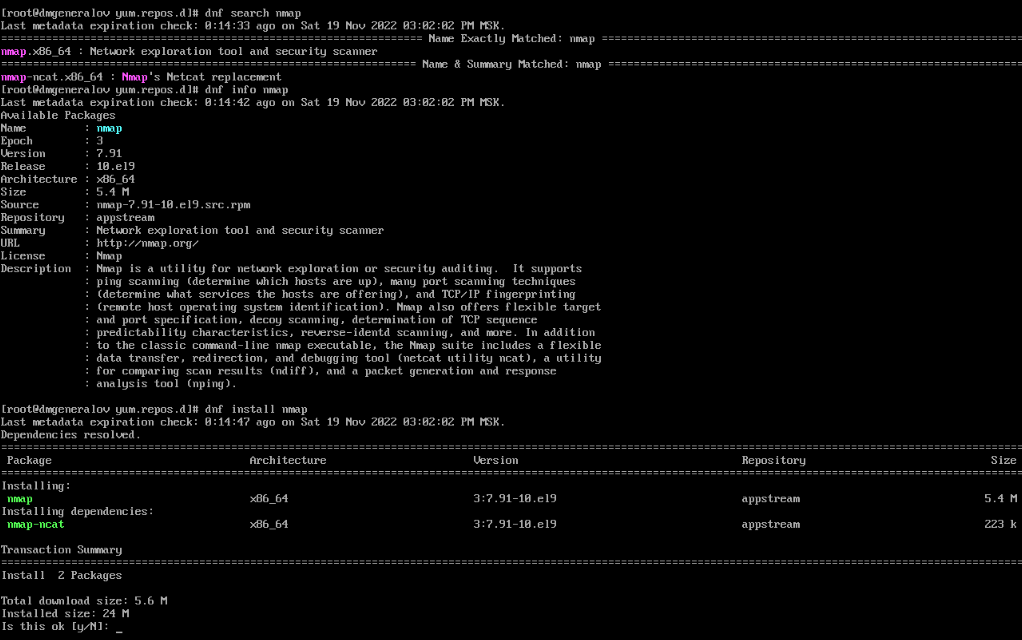 [root@dmgeneralov yum.repos.d]# dnf search nmap
Last metadata expiration check: 0:14:33 ago on Sat 19 Nov 2022 03:02:02 PM MSK.
================================================================== Name Exactly Matched: nmap ==================================================================
nmap.x86_64 : Network exploration tool and security scanner
================================================================= Name & Summary Matched: nmap =================================================================
nmap-ncat.x86_64 : Nmap's Netcat replacement
[root@dmgeneralov yum.repos.d]# dnf info nmap
Last metadata expiration check: 0:14:42 ago on Sat 19 Nov 2022 03:02:02 PM MSK.
Available Packages
Name         : nmap
Epoch        : 3
Version      : 7.91
Release      : 10.el9
Architecture : x86_64
Size         : 5.4 M
Source       : nmap-7.91-10.el9.src.rpm
Repository   : appstream
Summary      : Network exploration tool and security scanner
URL          : http://nmap.org/
License      : Nmap
Description  : Nmap is a utility for network exploration or security auditing.  It supports
             : ping scanning (determine which hosts are up), many port scanning techniques
             : (determine what services the hosts are offering), and TCP/IP fingerprinting
             : (remote host operating system identification). Nmap also offers flexible target
             : and port specification, decoy scanning, determination of TCP sequence
             : predictability characteristics, reverse-identd scanning, and more. In addition
             : to the classic command-line nmap executable, the Nmap suite includes a flexible
             : data transfer, redirection, and debugging tool (netcat utility ncat), a utility
             : for comparing scan results (ndiff), and a packet generation and response
             : analysis tool (nping).
[root@dmgeneralov yum.repos.d]# dnf install nmap
Last metadata expiration check: 0:14:47 ago on Sat 19 Nov 2022 03:02:02 PM MSK.
Dependencies resolved.
================================================================================================================================================================
 Package                               Architecture                       Version                                   Repository                             Size
================================================================================================================================================================
Installing:
 nmap                                  x86_64                             3:7.91-10.el9                             appstream                             5.4 M
Installing dependencies:
 nmap-ncat                             x86_64                             3:7.91-10.el9                             appstream                             223 k
Transaction Summary
================================================================================================================================================================
Install  2 Packages
Total download size: 5.6 M
Installed size: 24 M
Is this ok [y/N]: _